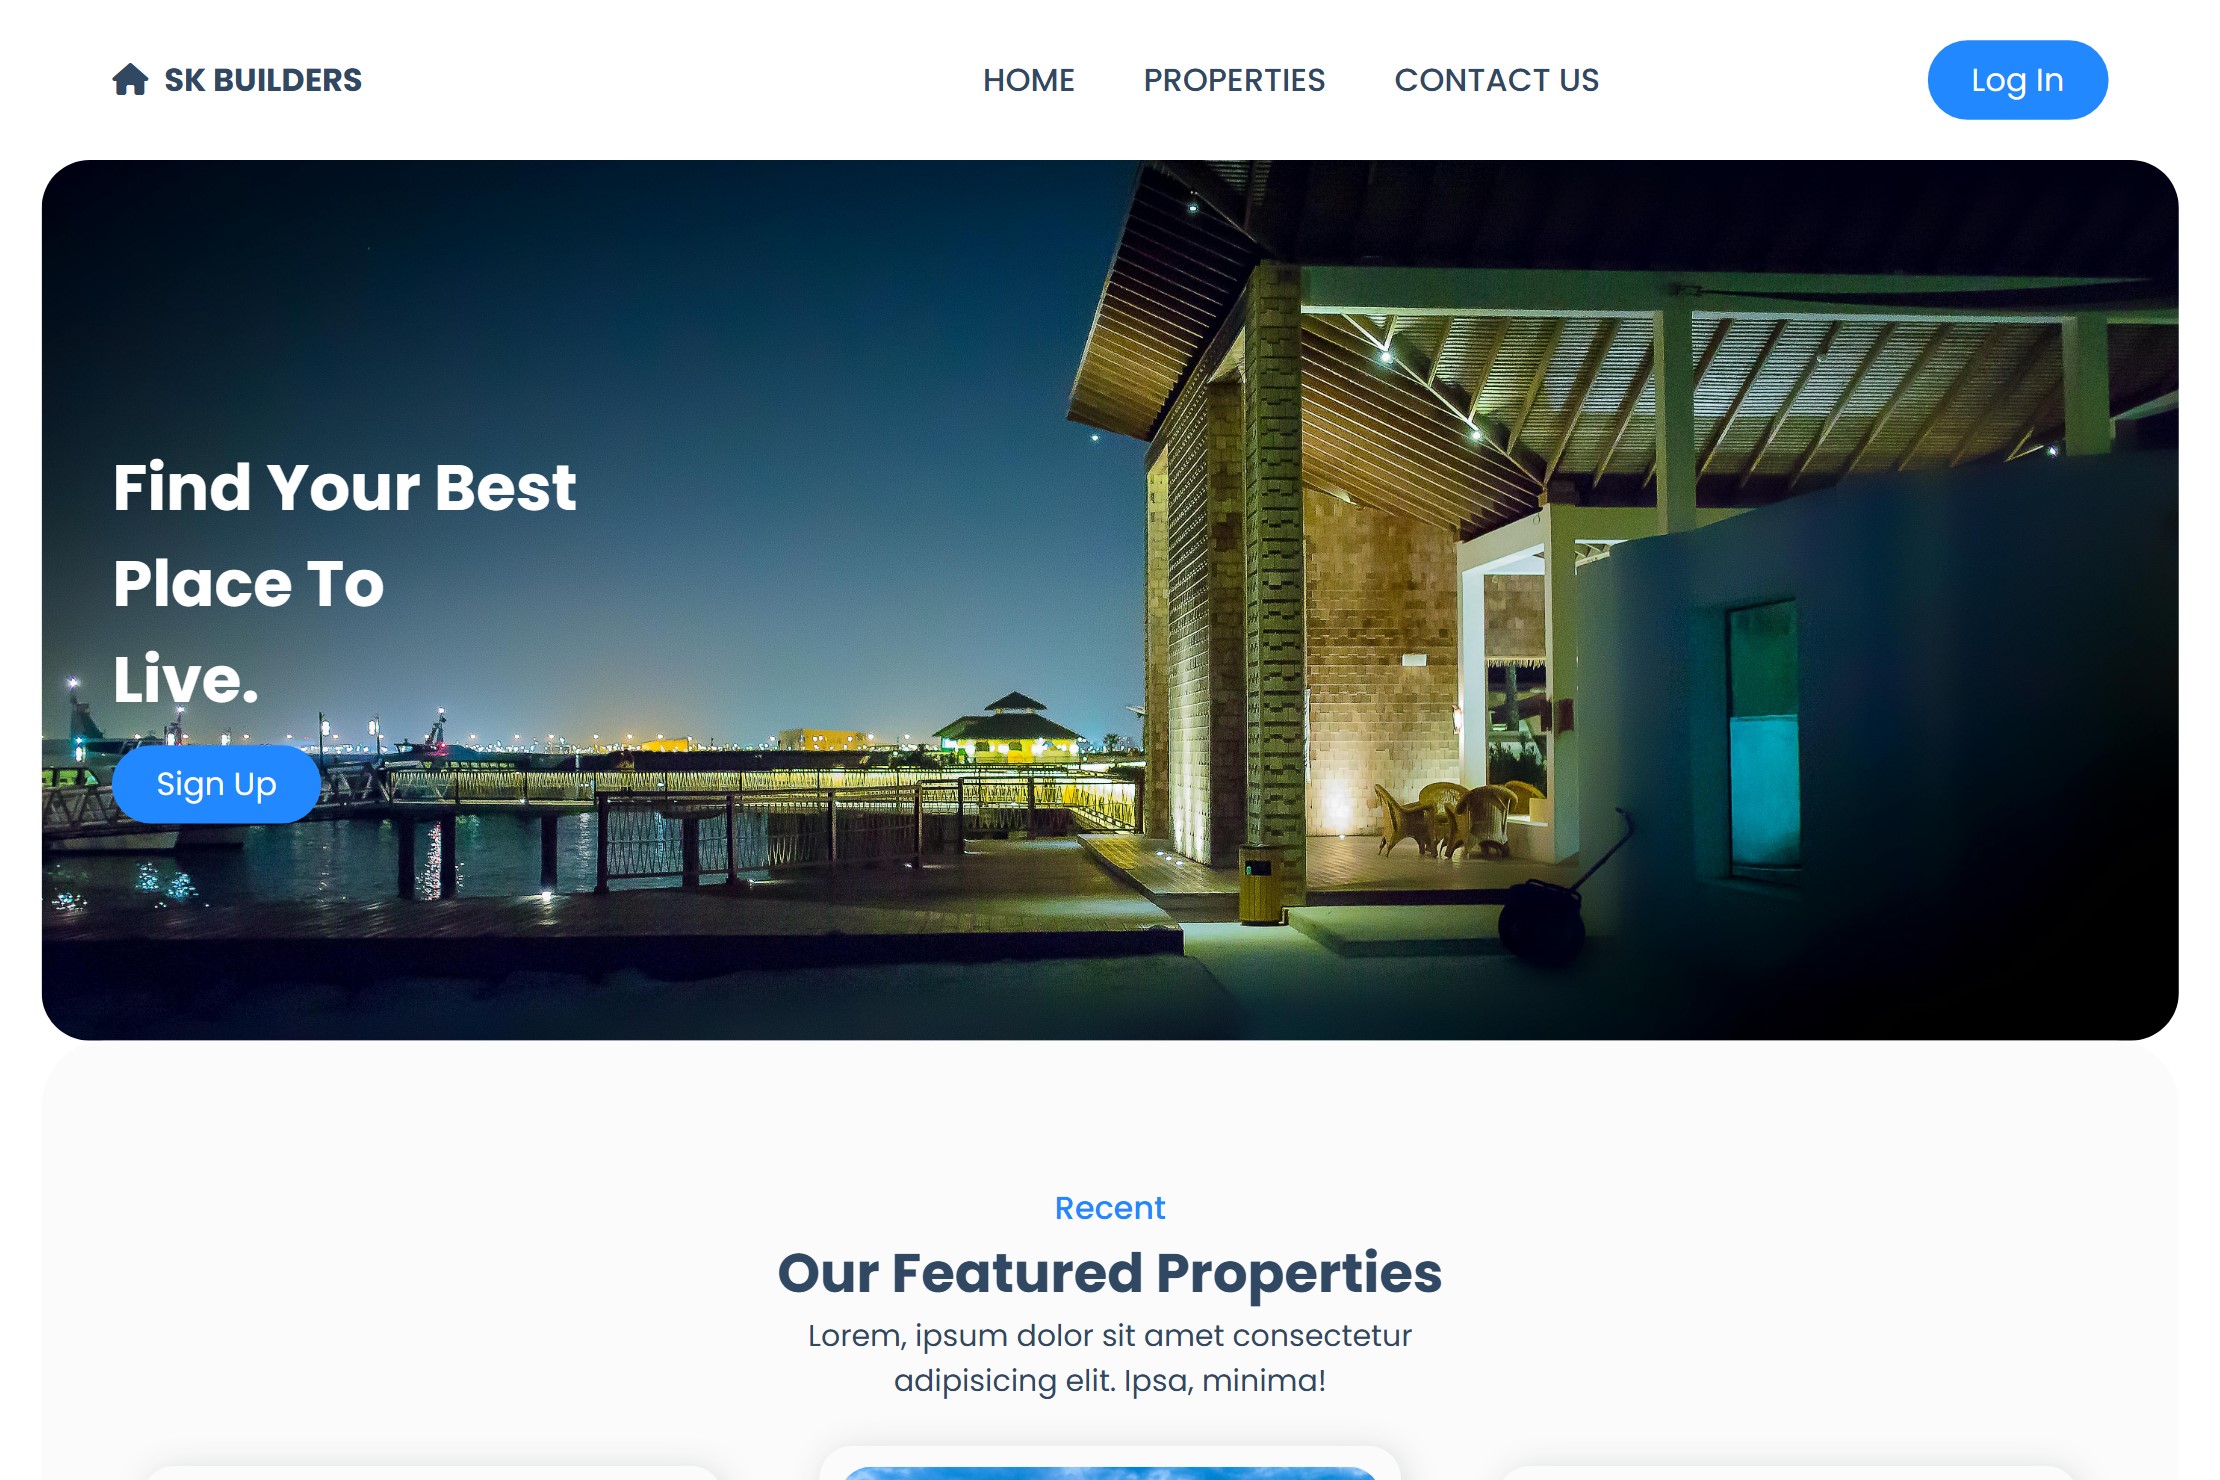 SK BUILDERS
HOME
PROPERTIES
CONTACT US
Log In
Find Your Best
Place To
Live.
Sign Up
Recent
Our Featured Properties
Lorem, ipsum dolor sit amet consectetur
adipisicing elit. Ipsa, minima!